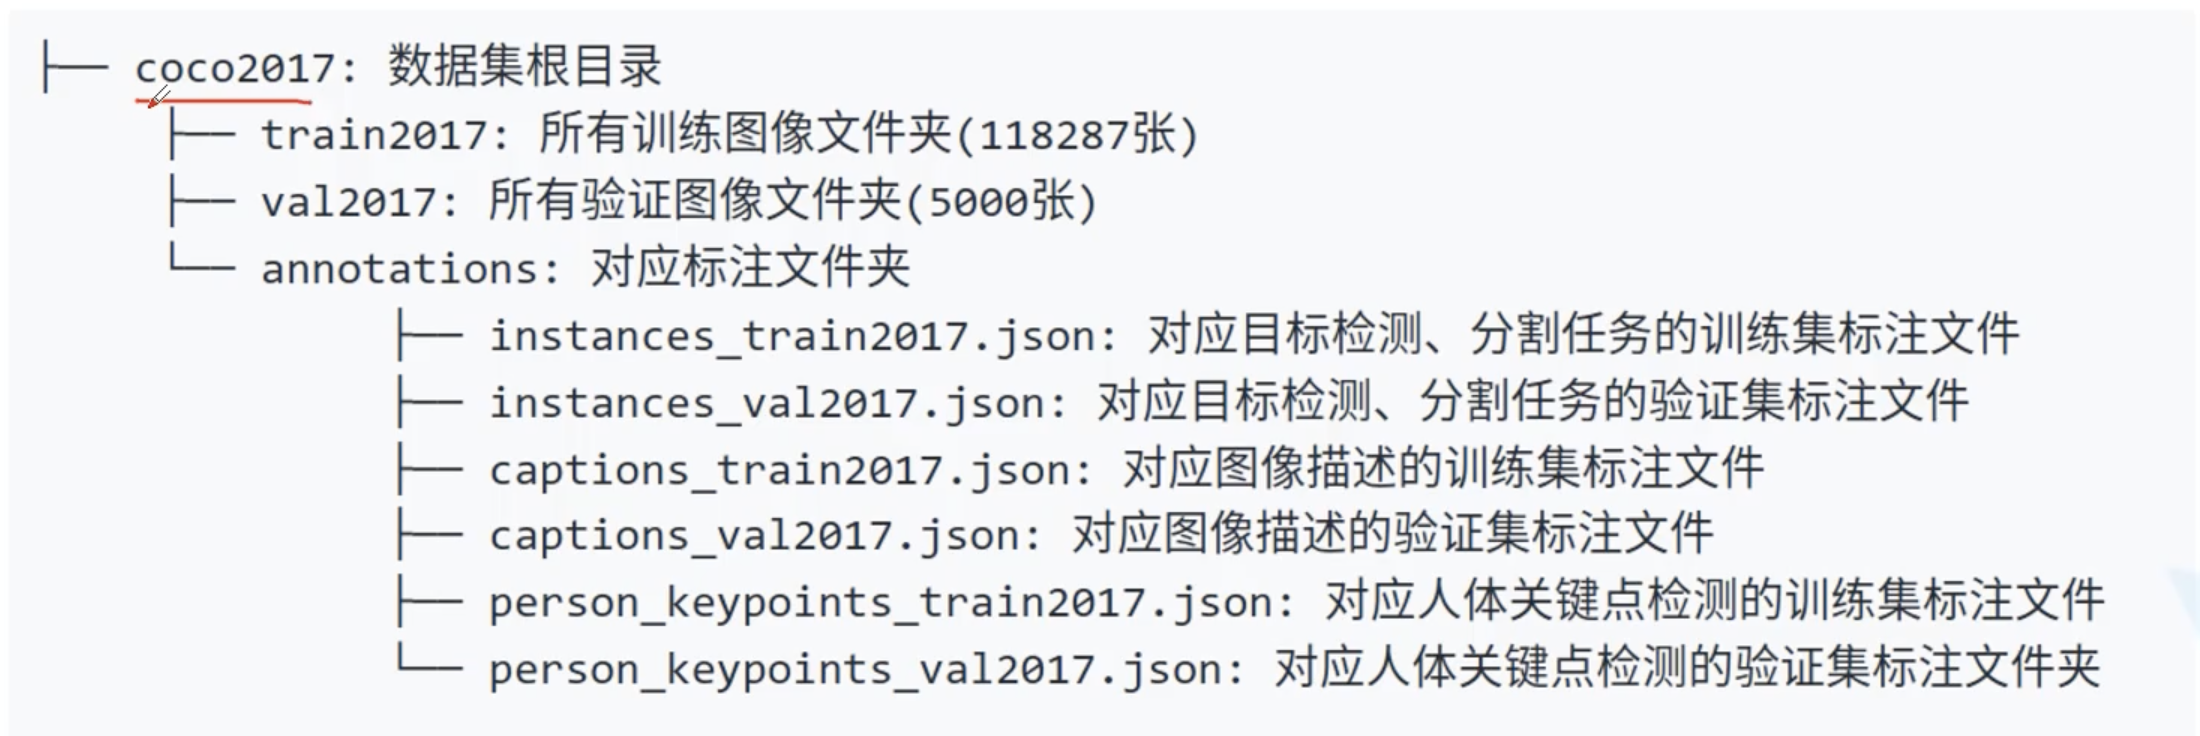 ├── coco2017: 数据集根目录
├── train2017: 所有训练图像文件夹(118287张)
├── val2017: 所有验证图像文件夹(5000张)
└── annotations: 对应标注文件夹
├── instances_train2017.json: 对应目标检测、分割任务的训练集标注文件
├── instances_val2017.json: 对应目标检测、分割任务的验证集标注文件
├── captions_train2017.json: 对应图像描述的训练集标注文件
├── captions_val2017.json: 对应图像描述的验证集标注文件
├── person_keypoints_train2017.json: 对应人体关键点检测的训练集标注文件
└── person_keypoints_val2017.json: 对应人体关键点检测的验证集标注文件夹